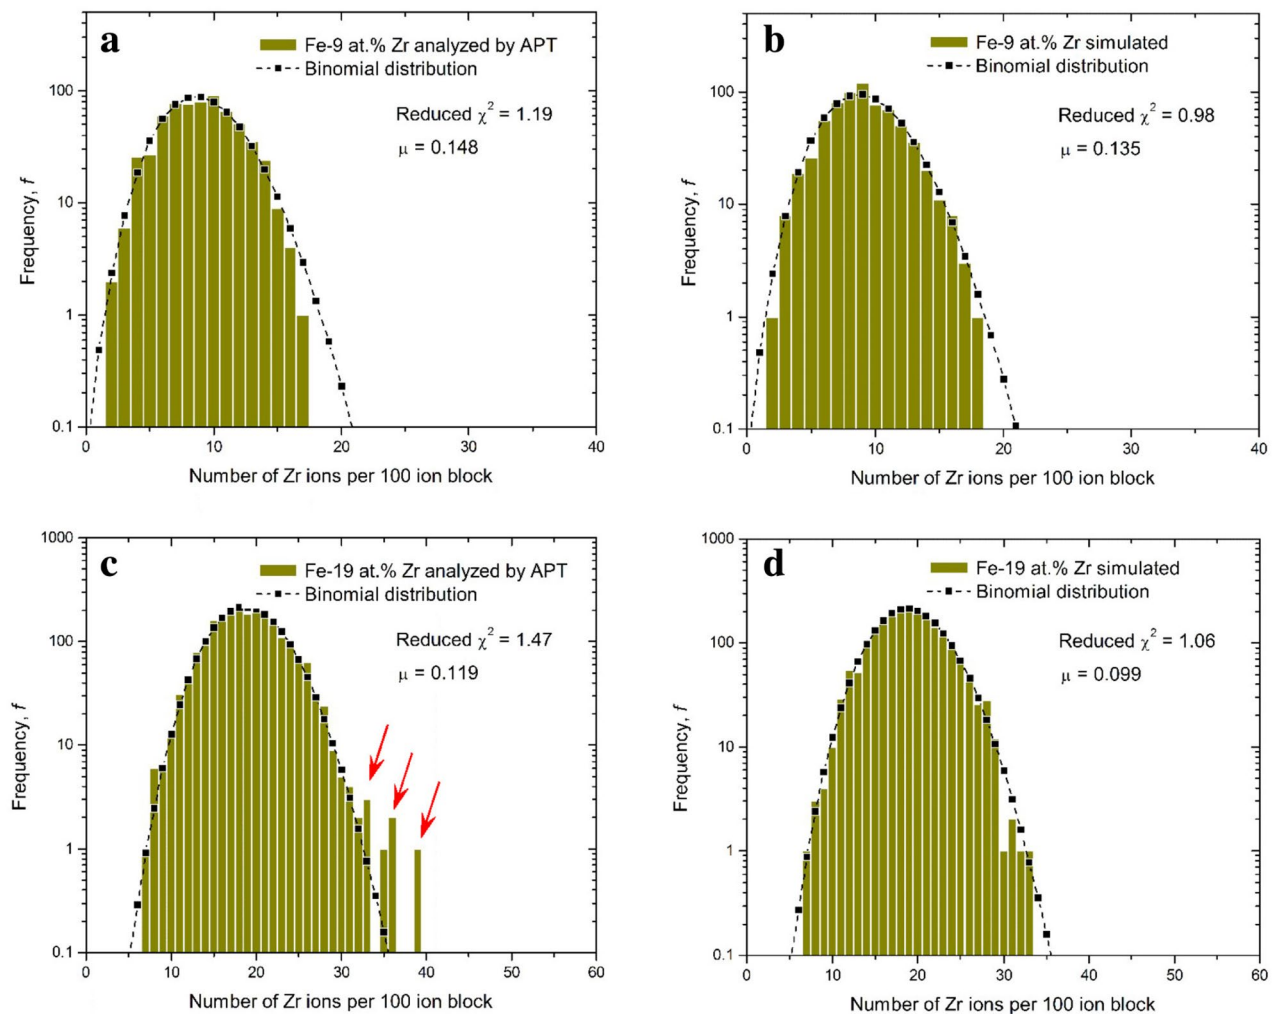 a
Fe-9 at.% Zr analyzed by APT
Binomial distribution
Reduced χ² = 1.19
μ = 0.148
100
10
1
0.1
0
10
20
30
40
Frequency, f
Number of Zr ions per 100 ion block
b
Fe-9 at.% Zr simulated
Binomial distribution
Reduced χ² = 0.98
μ = 0.135
100
10
1
0.1
0
10
20
30
40
Frequency, f
Number of Zr ions per 100 ion block
c
Fe-19 at.% Zr analyzed by APT
Binomial distribution
Reduced χ² = 1.47
μ = 0.119
1000
100
10
1
0.1
0
10
20
30
40
50
60
Frequency, f
Number of Zr ions per 100 ion block
d
Fe-19 at.% Zr simulated
Binomial distribution
Reduced χ² = 1.06
μ = 0.099
1000
100
10
1
0.1
0
10
20
30
40
50
60
Frequency, f
Number of Zr ions per 100 ion block